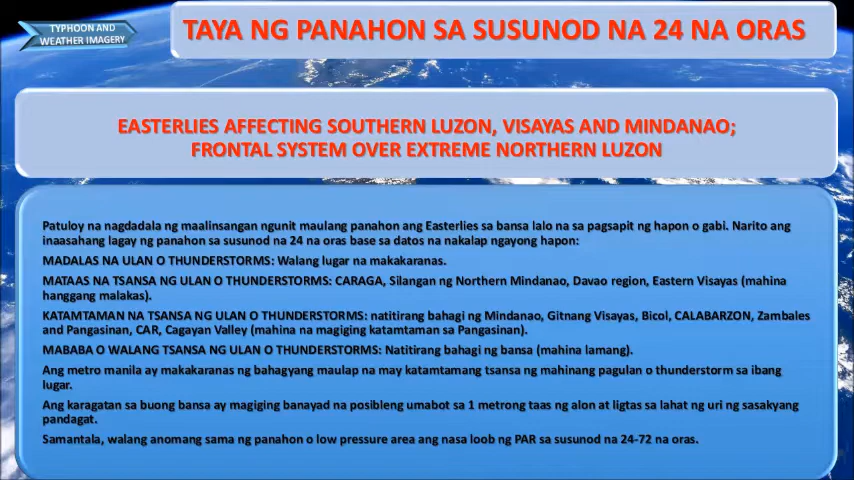 TYPHOON AND
WEATHER IMAGERY
TAYA NG PANAHON SA SUSUNOD NA 24 NA ORAS
EASTERLIES AFFECTING SOUTHERN LUZON, VISAYAS AND MINDANAO;
FRONTAL SYSTEM OVER EXTREME NORTHERN LUZON
Patuloy na nagdadala ng maalinsangan ngunit maulang panahon ang Easterlies sa bansa lalo na sa pagsapit ng hapon o gabi. Narito ang
inaasahang lagay ng panahon sa susunod na 24 na oras base sa datos na nakalap ngayong hapon:
MADALAS NA ULAN O THUNDERSTORMS: Walang lugar na makakaranas.
MATAAS NA TSANSA NG ULAN O THUNDERSTORMS: CARAGA, Silangan ng Northern Mindanao, Davao region, Eastern Visayas (mahina
hanggang malakas).
KATAMTAMAN NA TSANSA NG ULAN O THUNDERSTORMS: natitirang bahagi ng Mindanao, Gitnang Visayas, Bicol, CALABARZON, Zambales
and Pangasinan, CAR, Cagayan Valley (mahina na magiging katamtaman sa Pangasinan).
MABABA O WALANG TSANSA NG ULAN O THUNDERSTORMS: Natitirang bahagi ng bansa (mahina lamang).
Ang metro manila ay makakaranas ng bahagyang maulap na may katamtamang tsansa ng mahinang pagulan o thunderstorm sa ibang
lugar.
Ang karagatan sa buong bansa ay magiging banayad na posibleng umabot sa 1 metrong taas ng alon at ligtas sa lahat ng uri ng sasakyang
pandagat.
Samantala, walang anomang sama ng panahon o low pressure area ang nasa loob ng PAR sa susunod na 24-72 na oras.